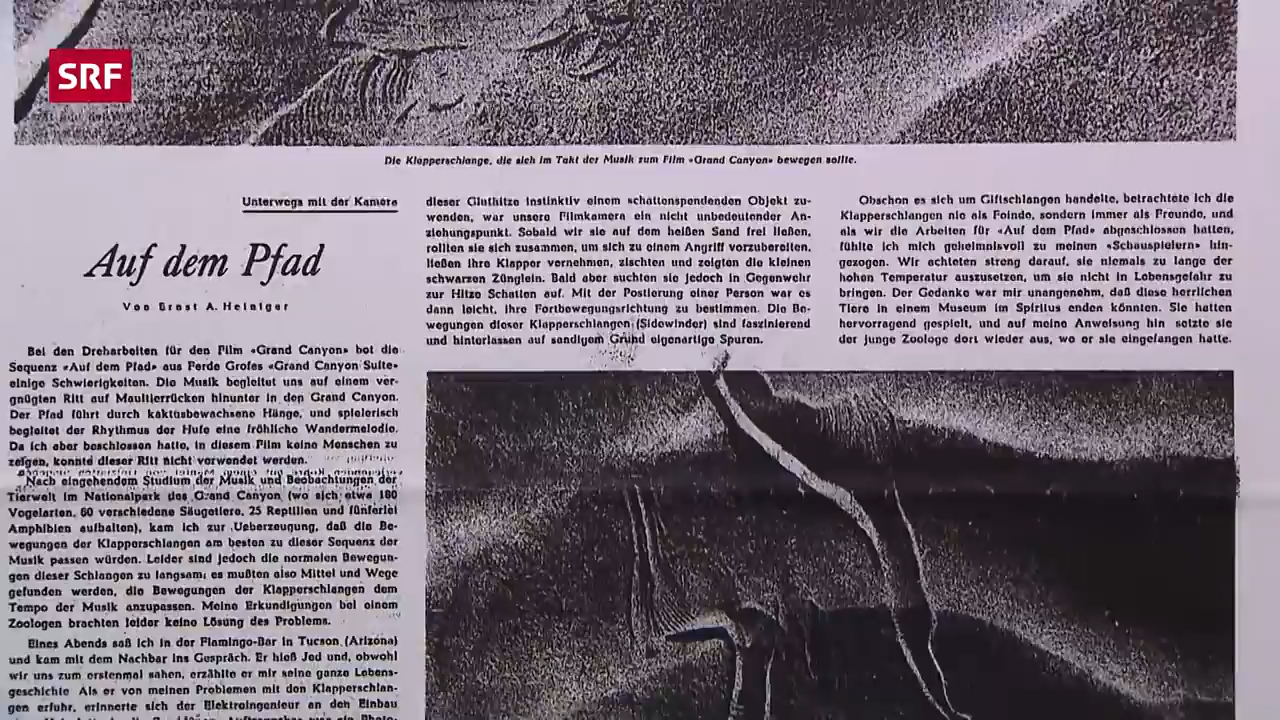 SRF
Die Klapperschlange, die sich im Takt der Musik zum Film «Grand Canyon» bewegen sollte.
Unterwegs mit der Kamera
Auf dem Pfad
Von Ernst A. Heiniger
Bei den Dreharbeiten für den Film «Grand Canyon» bot die
Sequenz «Auf dem Pfad» aus Ferde Grofes «Grand Canyon Suite»
einige Schwierigkeiten. Die Musik begleitet uns auf einem ver-
gnügten Ritt auf Maultierrücken hinunter in den Grand Canyon.
Der Pfad führt durch kaktusbewachsene Hänge, und spielerisch
begleitet der Rhythmus der Hufe eine fröhliche Wandermelodie.
Da ich aber beschlossen hatte, in diesem Film keine Menschen zu
zeigen, konnte dieser Ritt nicht verwendet werden.
Nach eingehendem Studium der Musik und Beobachtungen der
Tierwelt im Nationalpark des Grand Canyon (wo sich etwa 180
Vogelarten, 60 verschiedene Säugetiere, 25 Reptilien und fünferlei
Amphibien aufhalten), kam ich zur Ueberzeugung, daß die Be-
wegungen der Klapperschlangen am besten zu dieser Sequenz der
Musik passen würden. Leider sind jedoch die normalen Bewegun-
gen dieser Schlangen zu langsam; es mußten also Mittel und Wege
gefunden werden, die Bewegungen der Klapperschlangen dem
Tempo der Musik anzupassen. Meine Erkundigungen bei einem
Zoologen brachten leider keine Lösung des Problems.
Eines Abends saß ich in der Flamingo-Bar in Tucson (Arizona)
und kam mit dem Nachbar ins Gespräch. Er hieß Jed und, obwohl
wir uns zum erstenmal sahen, erzählte er mir seine ganze Lebens-
geschichte Als er von meinen Problemen mit den Klapperschlan-
gen erfuhr, erinnerte sich der Elektroingenieur an den Einbau
dieser Gluthitze instinktiv einem schattenspendenden Objekt zu-
wenden, war unsere Filmkamera ein nicht unbedeutender An-
ziehungspunkt. Sobald wir sie auf dem heißen Sand frei ließen,
rollten sie sich zusammen, um sich zu einem Angriff vorzubereiten,
ließen ihre Klapper vernehmen, zischten und zeigten die kleinen
schwarzen Zünglein. Bald aber suchten sie jedoch in Gegenwehr
zur Hitze Schatten auf. Mit der Postierung einer Person war es
dann leicht, ihre Fortbewegungsrichtung zu bestimmen. Die Be-
wegungen dieser Klapperschlangen (Sidewinder) sind faszinierend
und hinterlassen auf sandigem Grund eigenartige Spuren.
Obschon es sich um Giftschlangen handelte, betrachtete ich die
Klapperschlangen nie als Feinde, sondern immer als Freunde, und
als wir die Arbeiten für «Auf dem Pfad» abgeschlossen hatten,
fühlte ich mich geheimnisvoll zu meinen «Schauspielern» hin-
gezogen. Wir achteten streng darauf, sie niemals zu lange der
hohen Temperatur auszusetzen, um sie nicht in Lebensgefahr zu
bringen. Der Gedanke war mir unangenehm, daß diese herrlichen
Tiere in einem Museum im Spiritus enden könnten. Sie hatten
hervorragend gespielt, und auf meine Anweisung hin setzte sie
der junge Zoologe dort wieder aus, wo er sie eingefangen hatte.